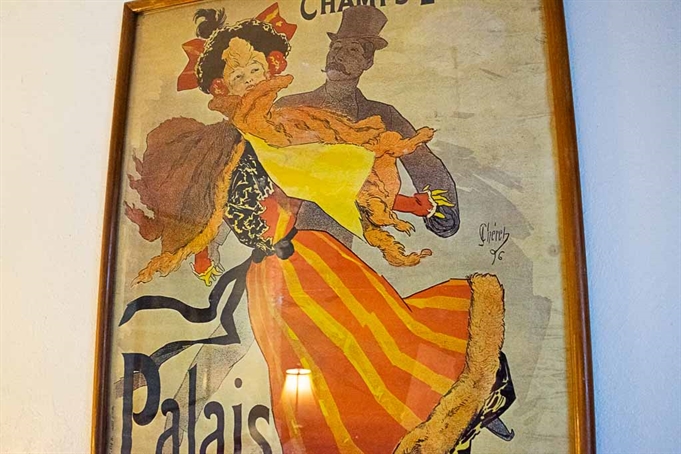 CHAMPS-
Chéret
96
Palais